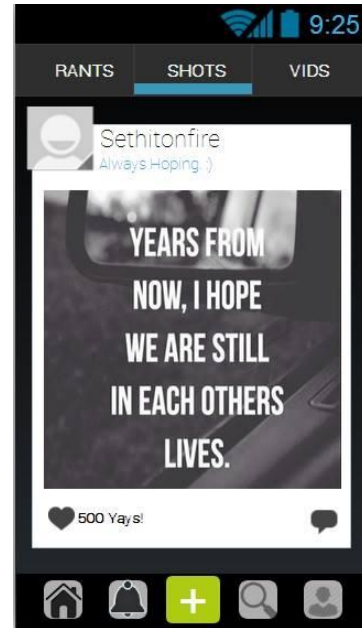 9:25
RANTS SHOTS VIDS
Sethitonfire
Always Hoping. :)
YEARS FROM
NOW, I HOPE
WE ARE STILL
IN EACH OTHERS
LIVES.
500 Yays!